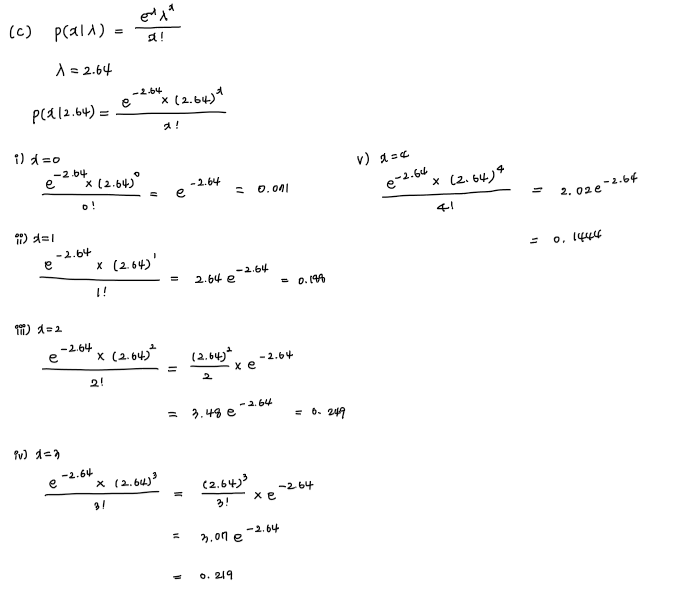 (c) p(x|λ) = e^λ λ^x / x!
λ = 2.64
p(x|2.64) = e^-2.64 × (2.64)^x / x!
i) x=0
e^-2.64 × (2.64)^0 / 0! = e^-2.64 = 0.071
ii) x=1
e^-2.64 × (2.64)^1 / 1! = 2.64 e^-2.64 = 0.188
iii) x=2
e^-2.64 × (2.64)^2 / 2! = (2.64)^2 / 2 × e^-2.64
= 3.48 e^-2.64 = 0.249
iv) x=3
e^-2.64 × (2.64)^3 / 3! = (2.64)^3 / 3! × e^-2.64
= 3.07 e^-2.64
= 0.219
v) x=4
e^-2.64 × (2.64)^4 / 4! = 2.02 e^-2.64
= 0.1444